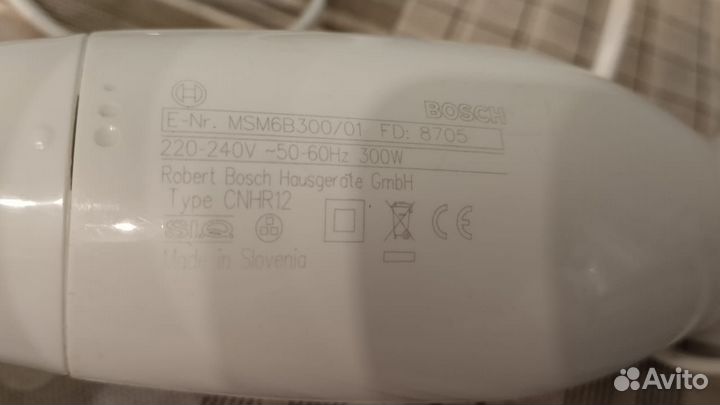 BOSCH
E-Nr. MSM6B300/01 FD: 8705
220-240V ~50-60Hz 300W
Robert Bosch Hausgeräte GmbH
Type CNHR12
SIQ CE
Made in Slovenia
Avito